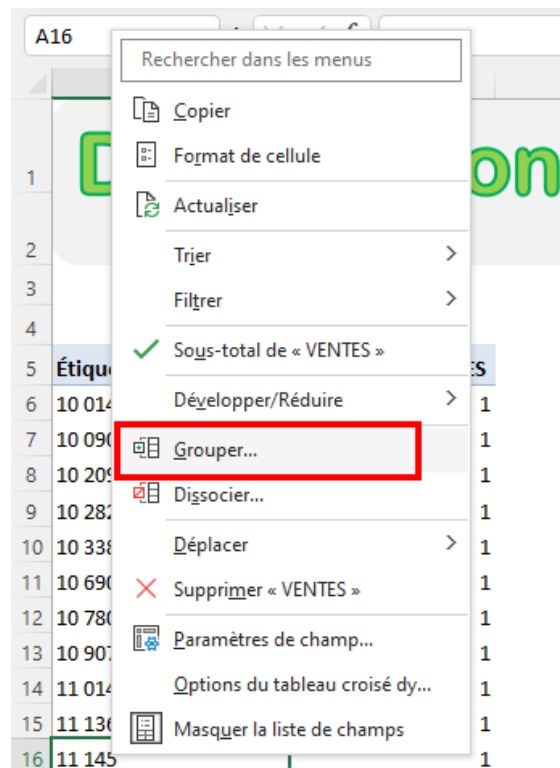 A16
Rechercher dans les menus
Copier
Format de cellule
1 on
Actualiser
2 Trier
3 Filtrer
4
Sous-total de « VENTES »
5 Étiqu S
6 10 014 Développer/Réduire 1
7 10 090 Grouper... 1
8 10 209 1
Dissocier...
9 10 282 1
10 10 338 Déplacer 1
11 10 690 Supprimer « VENTES » 1
12 10 780 1
13 10 907 Paramètres de champ... 1
14 11 014 Options du tableau croisé dy... 1
15 11 136 Masquer la liste de champs 1
16 11 145 1